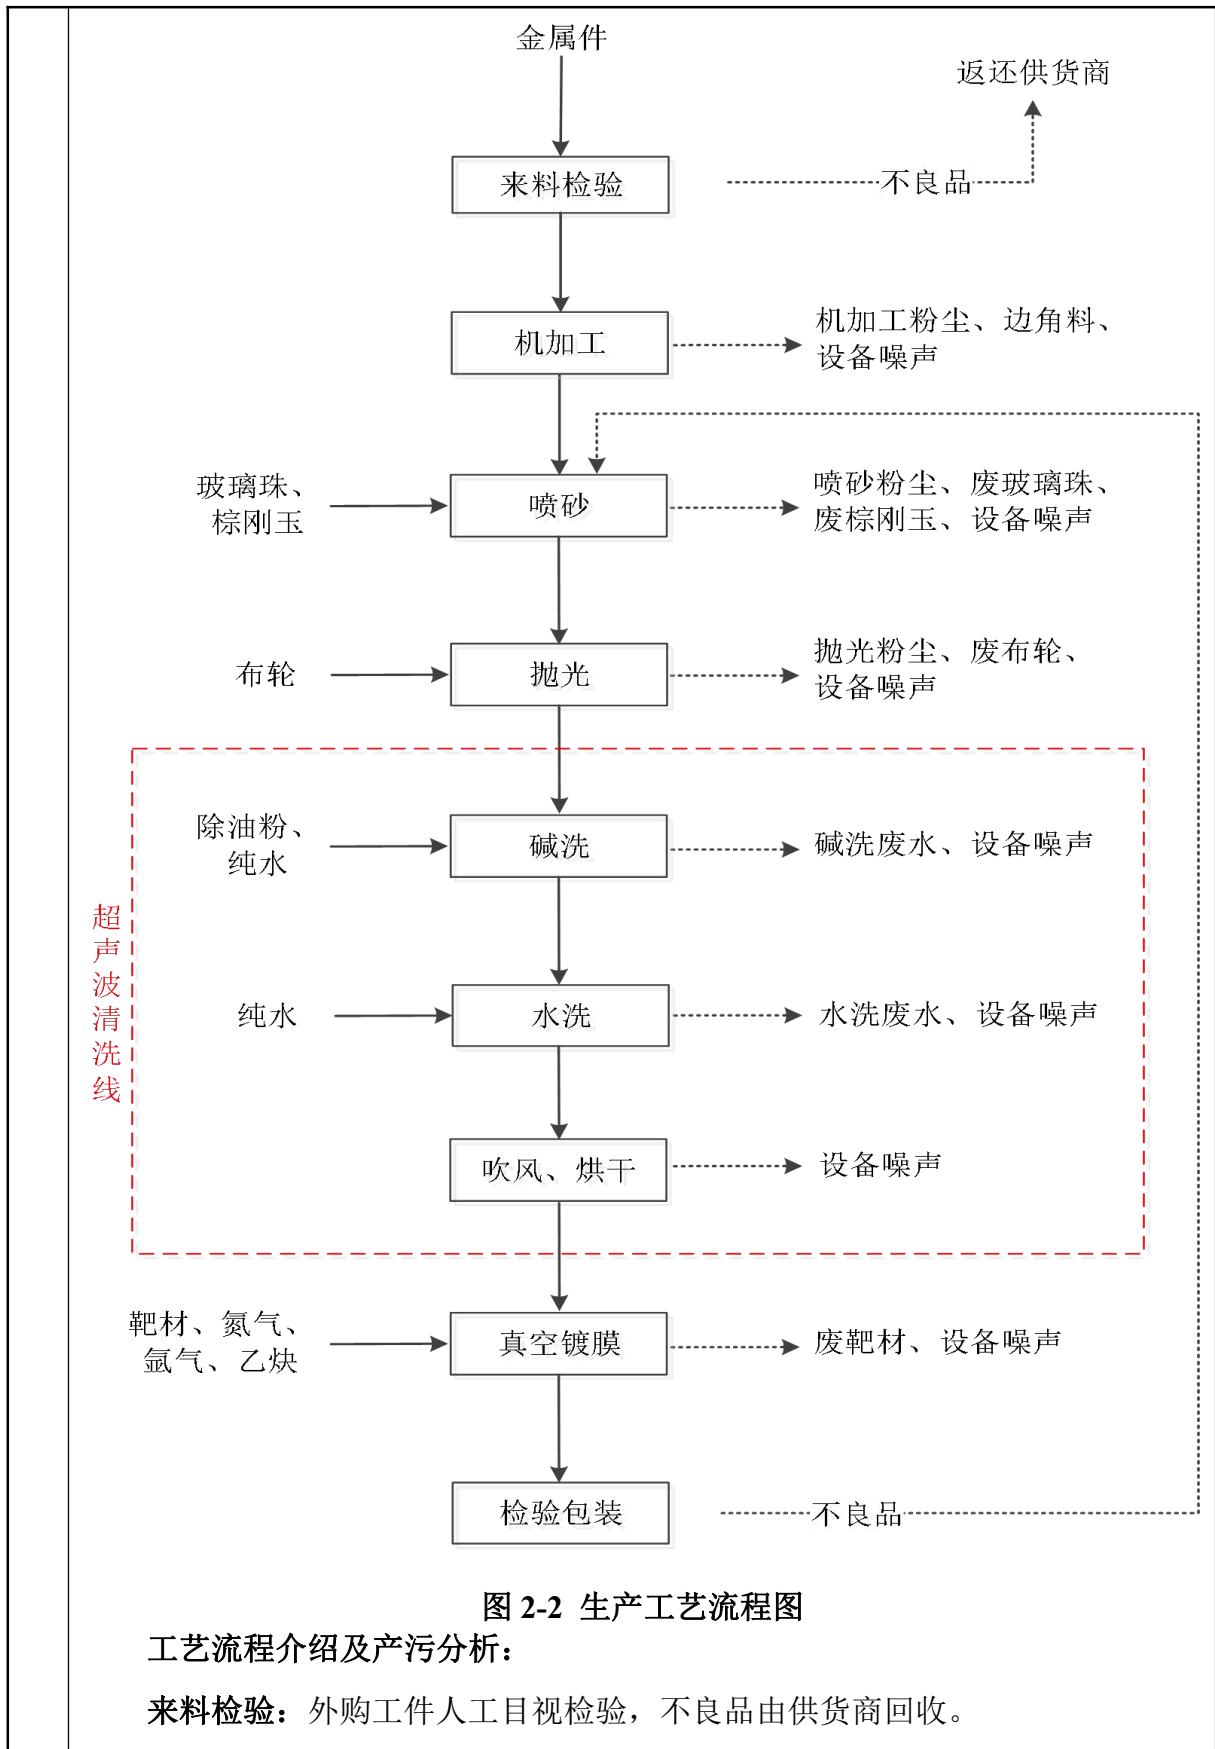 金属件
返还供货商
来料检验
不良品
机加工
机加工粉尘、边角料、
设备噪声
玻璃珠、
棕刚玉
喷砂
喷砂粉尘、废玻璃珠、
废棕刚玉、设备噪声
布轮
抛光
抛光粉尘、废布轮、
设备噪声
超声波清洗线
除油粉、
纯水
碱洗
碱洗废水、设备噪声
纯水
水洗
水洗废水、设备噪声
吹风、烘干
设备噪声
靶材、氮气、
氩气、乙炔
真空镀膜
废靶材、设备噪声
检验包装
不良品
图 2-2 生产工艺流程图
工艺流程介绍及产污分析：
来料检验：外购工件人工目视检验，不良品由供货商回收。